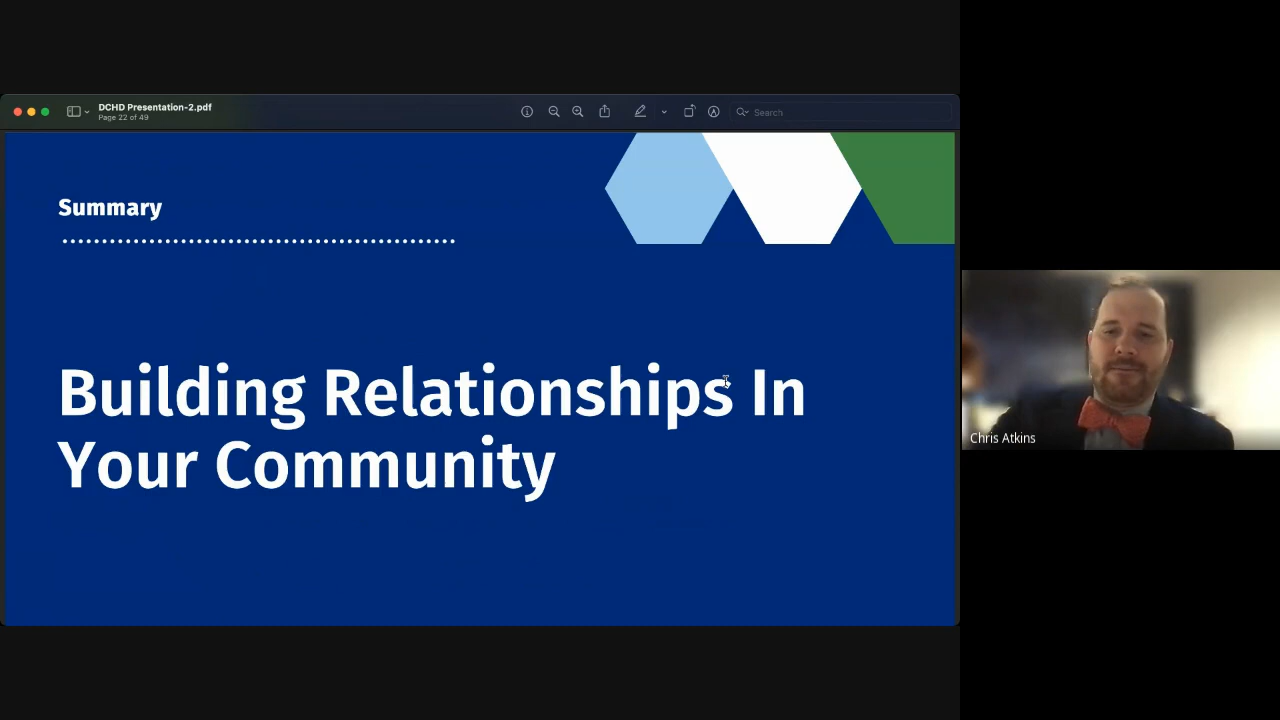 DCHD Presentation-2.pdf
Page 22 of 49
Search
Summary
Building Relationships In
Your Community
Chris Atkins